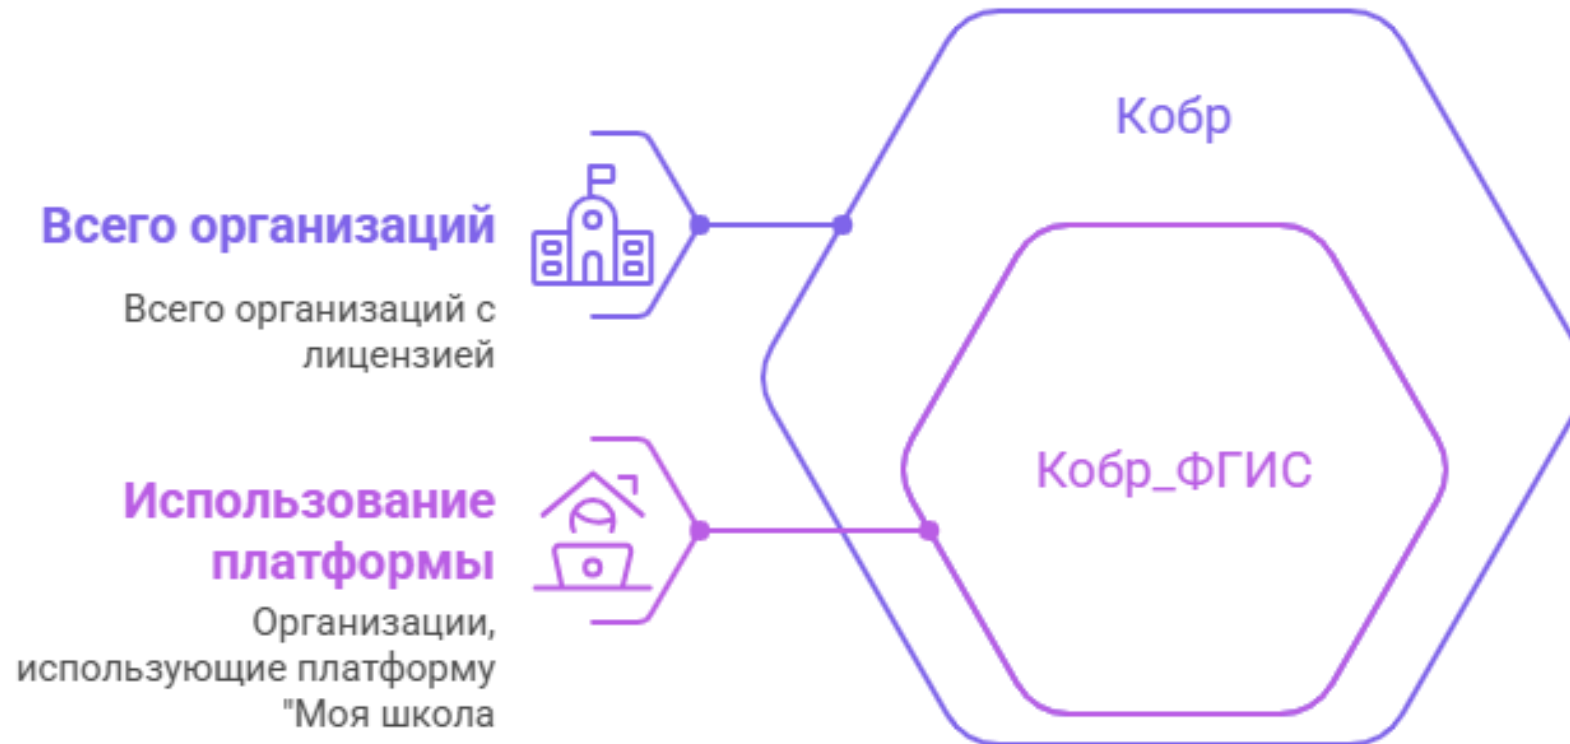 Кобр
Всего организаций
Всего организаций с
лицензией
Кобр_ФГИС
Использование
платформы
Организации,
использующие платформу
"Моя школа